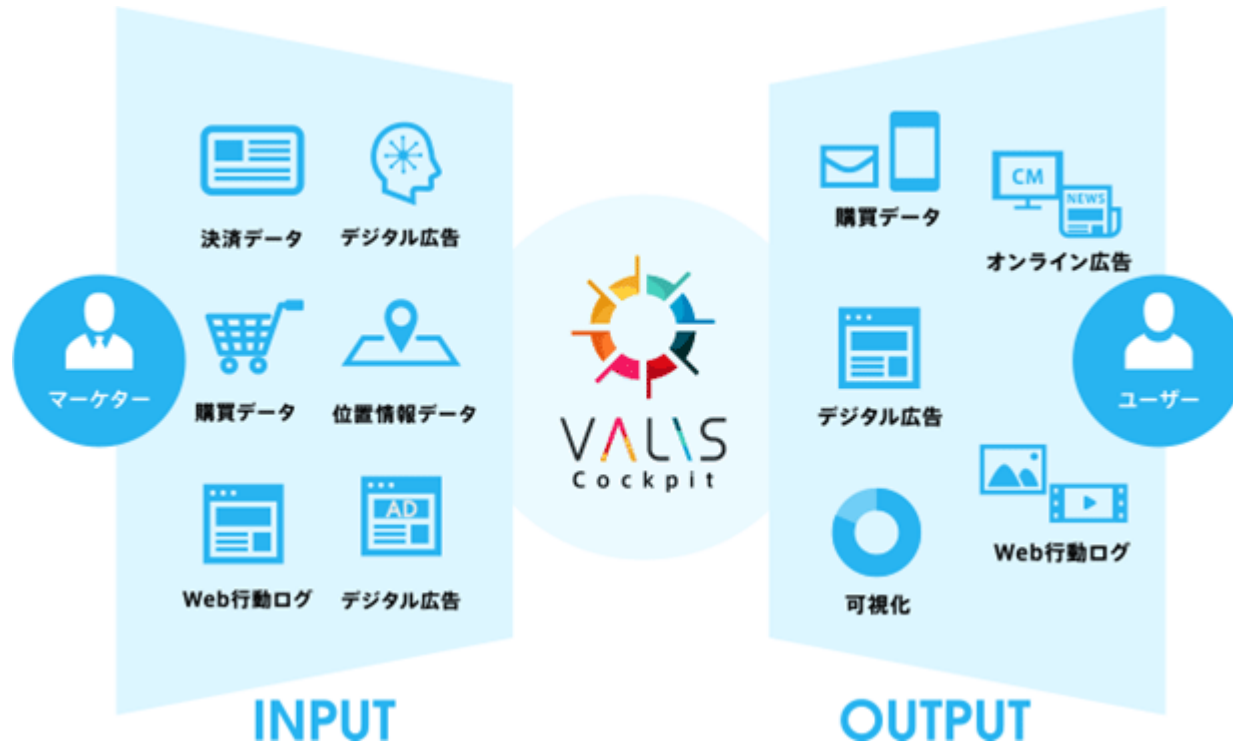 決済データ
デジタル広告
マーケター
購買データ
位置情報データ
Web行動ログ
AD
デジタル広告
INPUT
VALIS
Cockpit
購買データ
CM
NEWS
オンライン広告
デジタル広告
ユーザー
可視化
Web行動ログ
OUTPUT